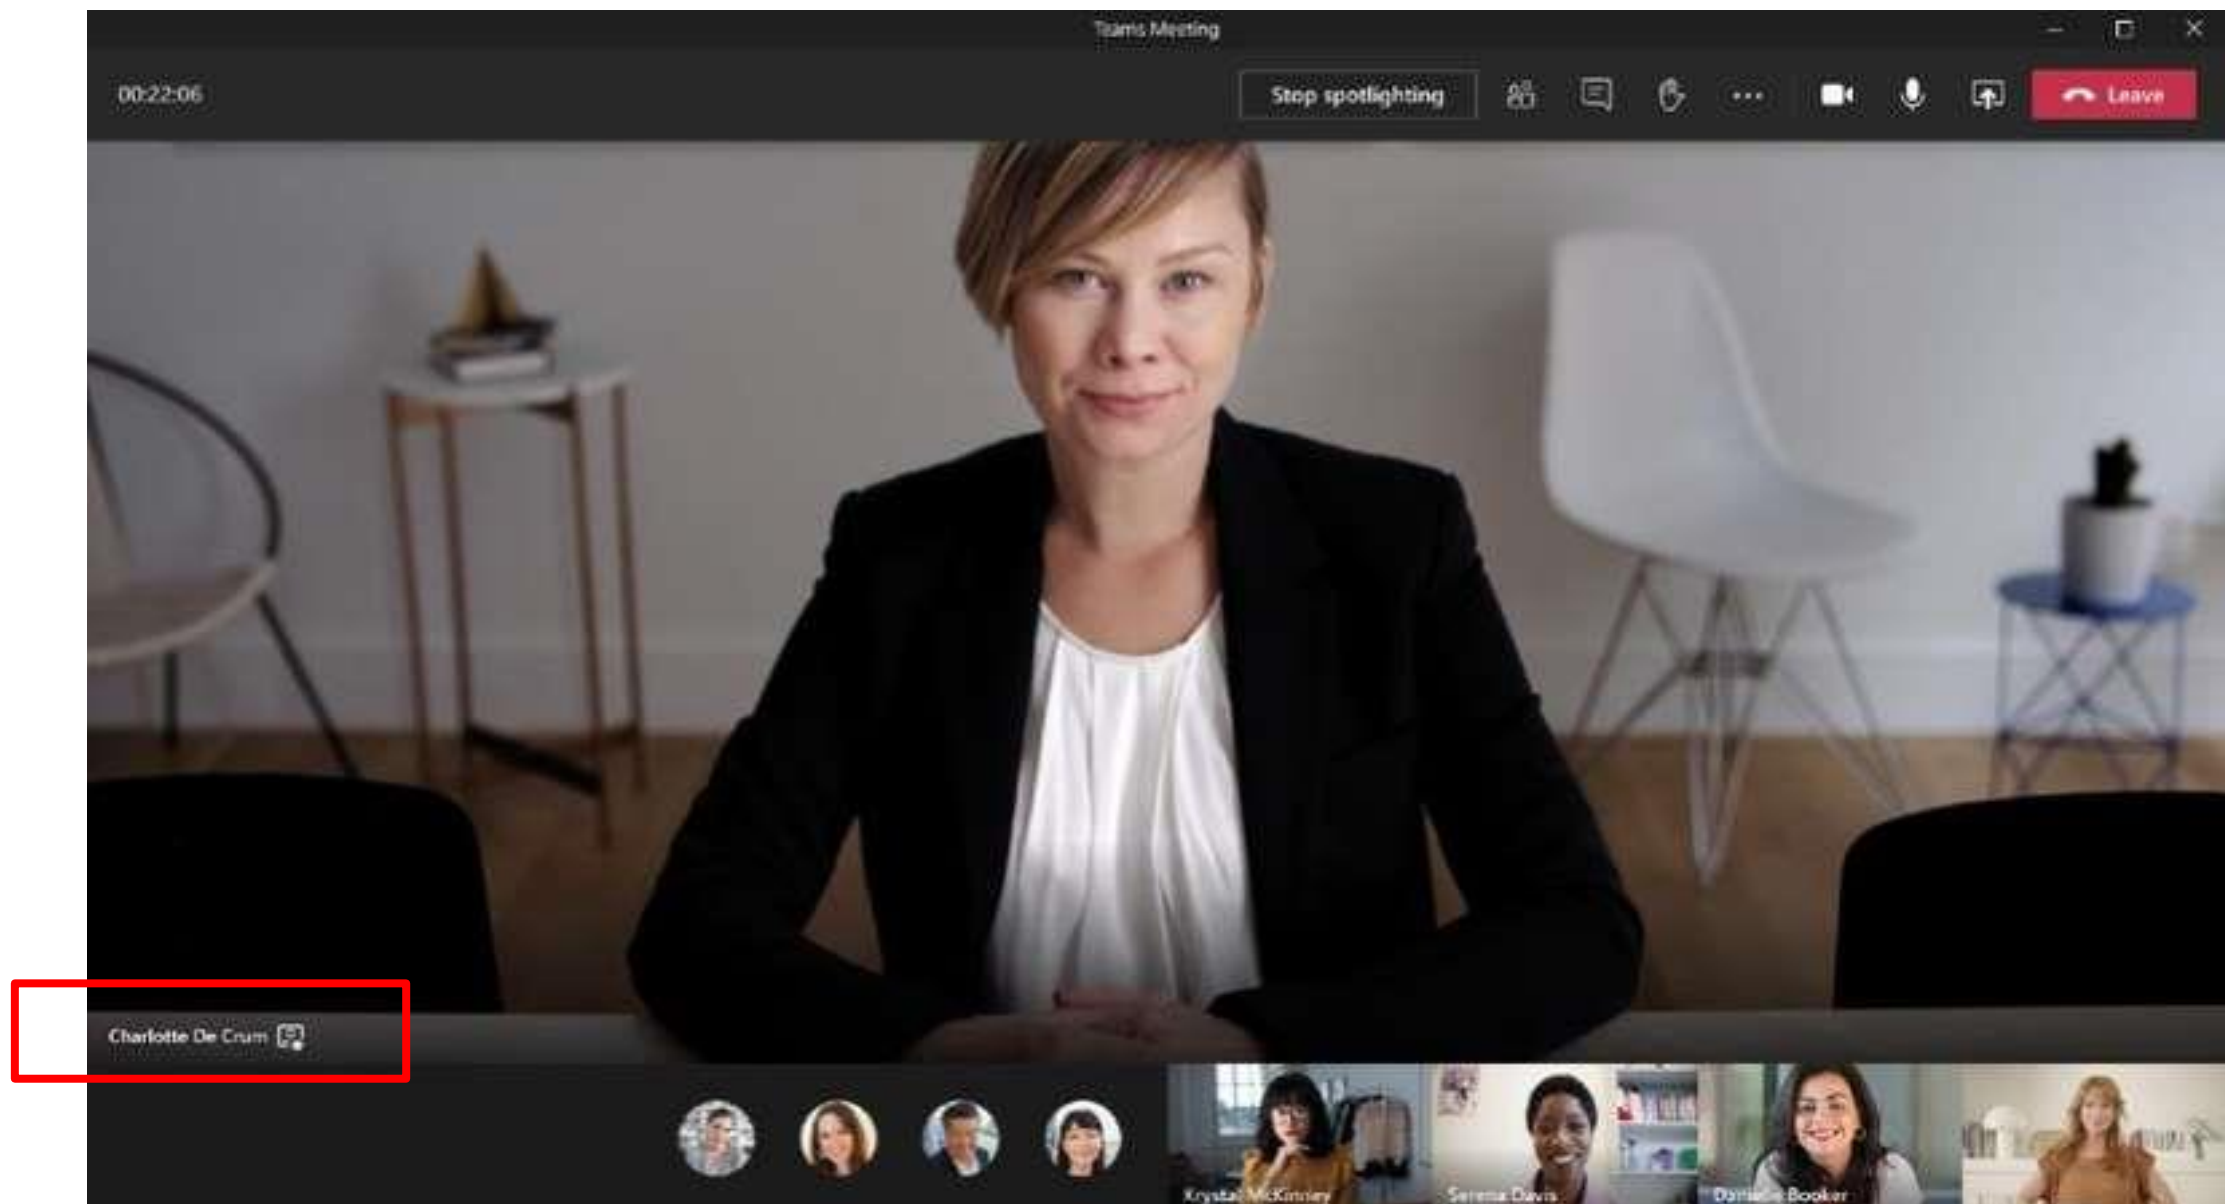 Teams Meeting
00:22:06
Stop spotlighting
Leave
Charlotte De Crum
Krystal McKinney
Serena Davis
Danielle Booker